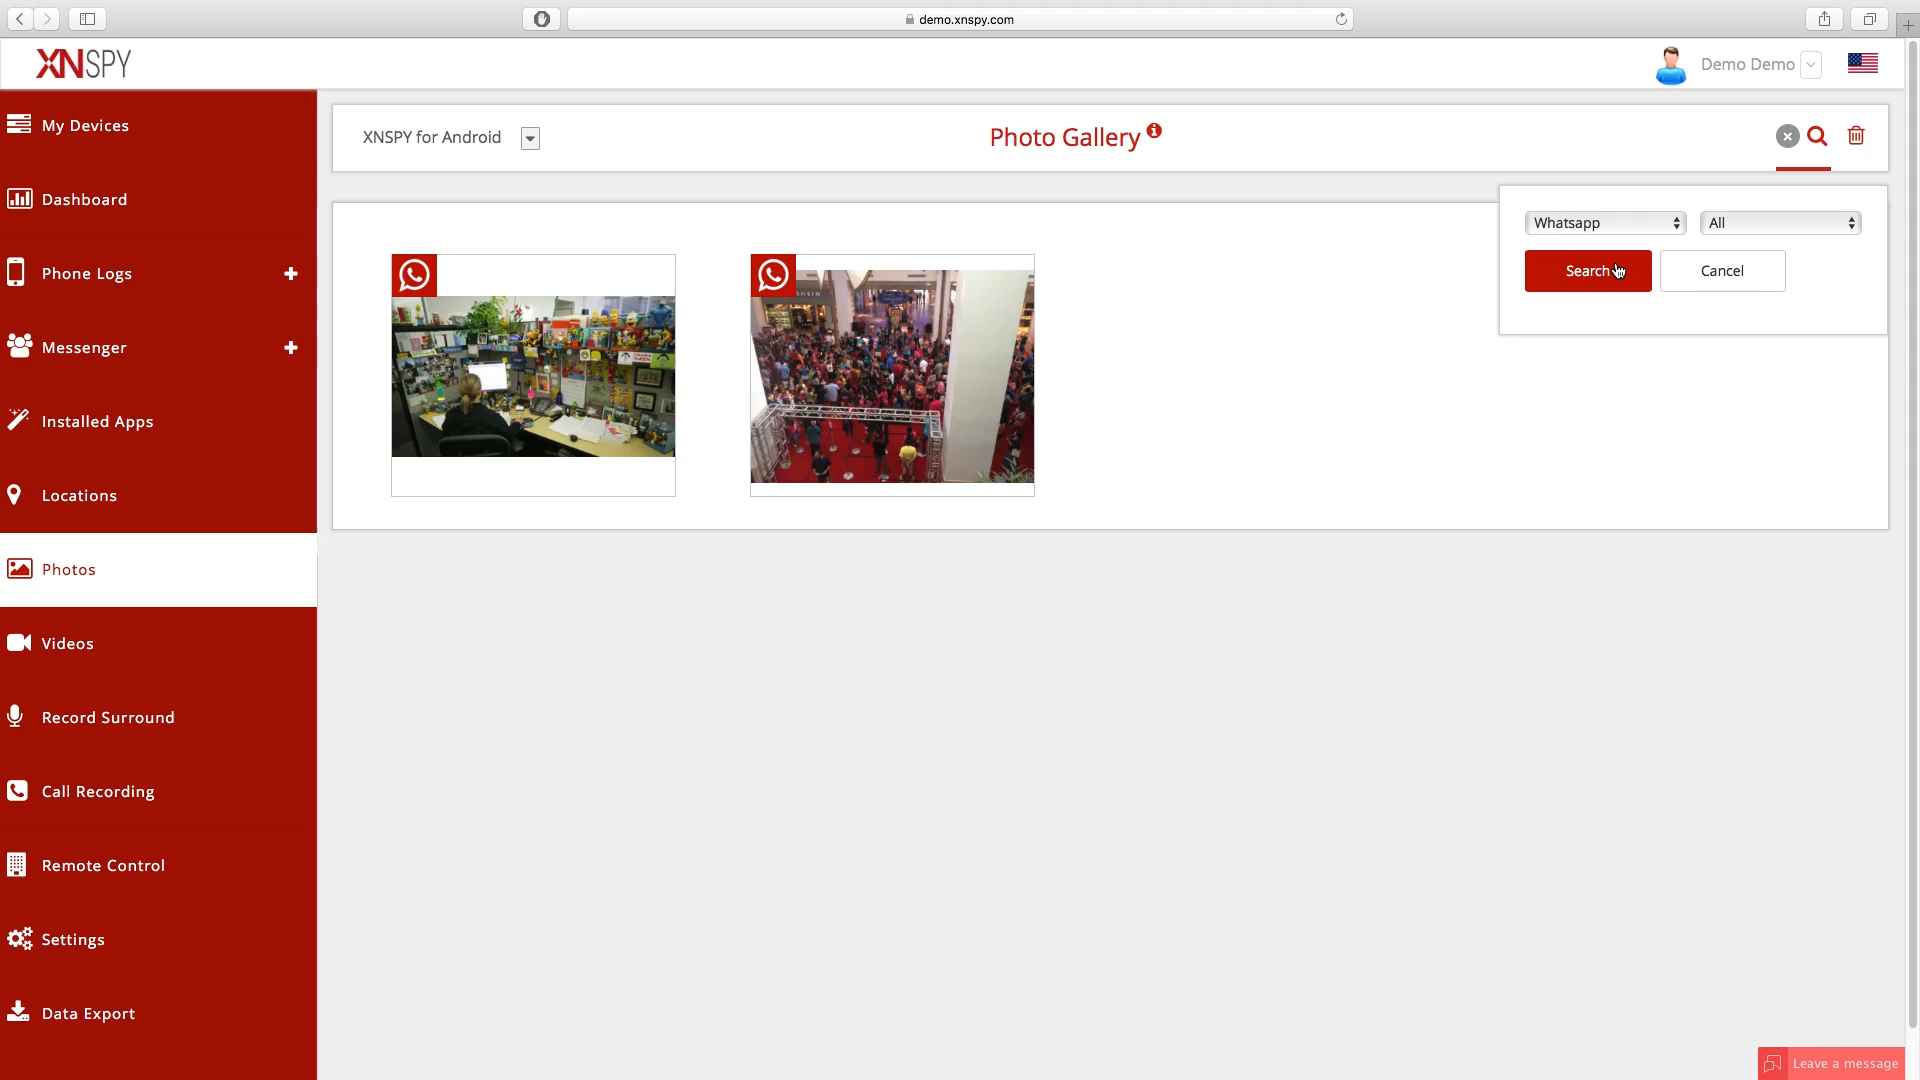 demo.xnspy.com
XNSPY
Demo Demo
My Devices
Dashboard
Phone Logs
Messenger
Installed Apps
Locations
Photos
Videos
Record Surround
Call Recording
Remote Control
Settings
Data Export
XNSPY for Android
Photo Gallery
Whatsapp
All
Search
Cancel
Leave a message